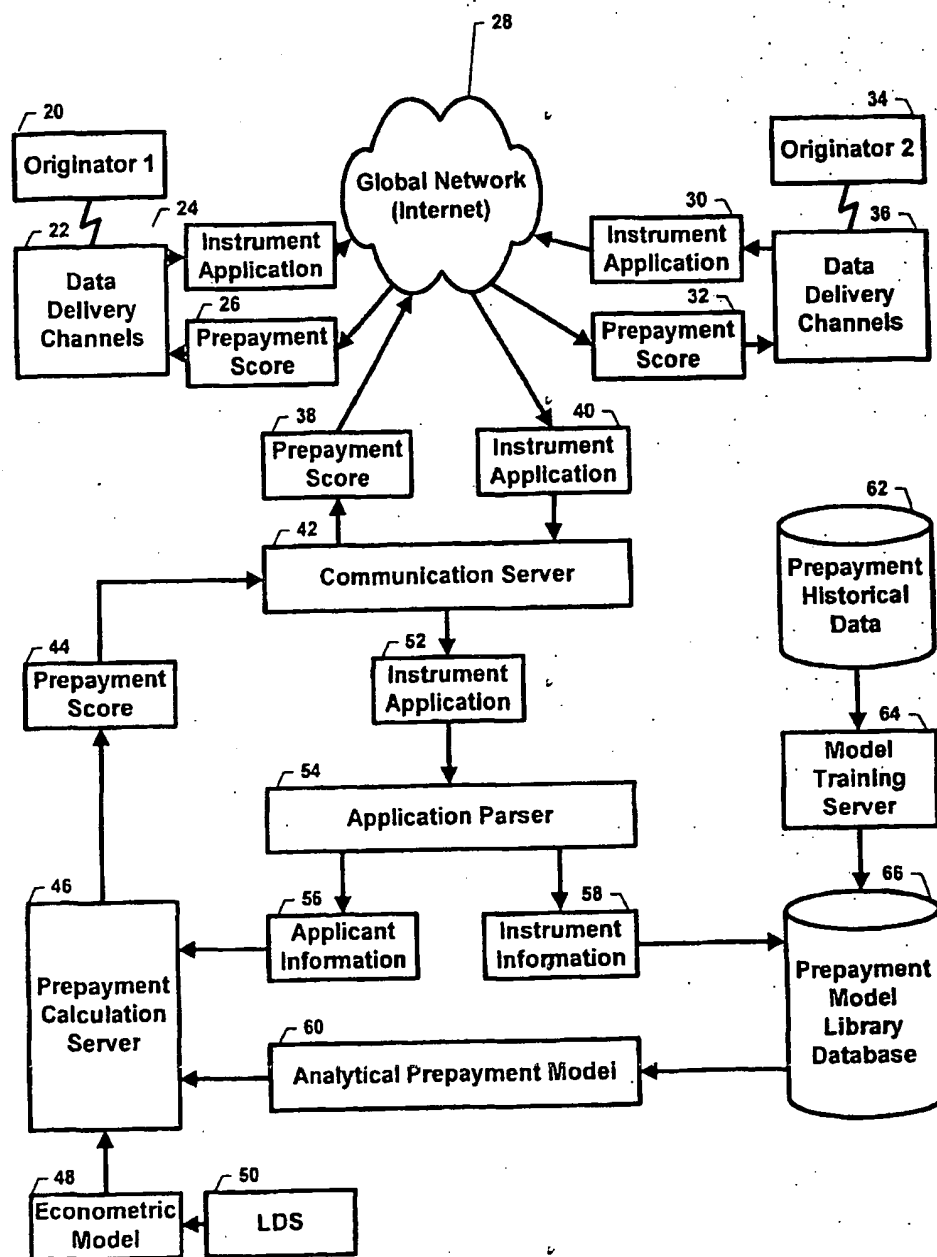 28
20
Originator 1
34
Originator 2
Global Network
(Internet)
22
Data
Delivery
Channels
24
Instrument
Application
26
Prepayment
Score
30
Instrument
Application
32
Prepayment
Score
36
Data
Delivery
Channels
38
Prepayment
Score
40
Instrument
Application
42
Communication Server
62
Prepayment
Historical
Data
44
Prepayment
Score
52
Instrument
Application
64
Model
Training
Server
54
Application Parser
46
Prepayment
Calculation
Server
56
Applicant
Information
58
Instrument
Information
66
Prepayment
Model
Library
Database
60
Analytical Prepayment Model
48
Econometric
Model
50
LDS